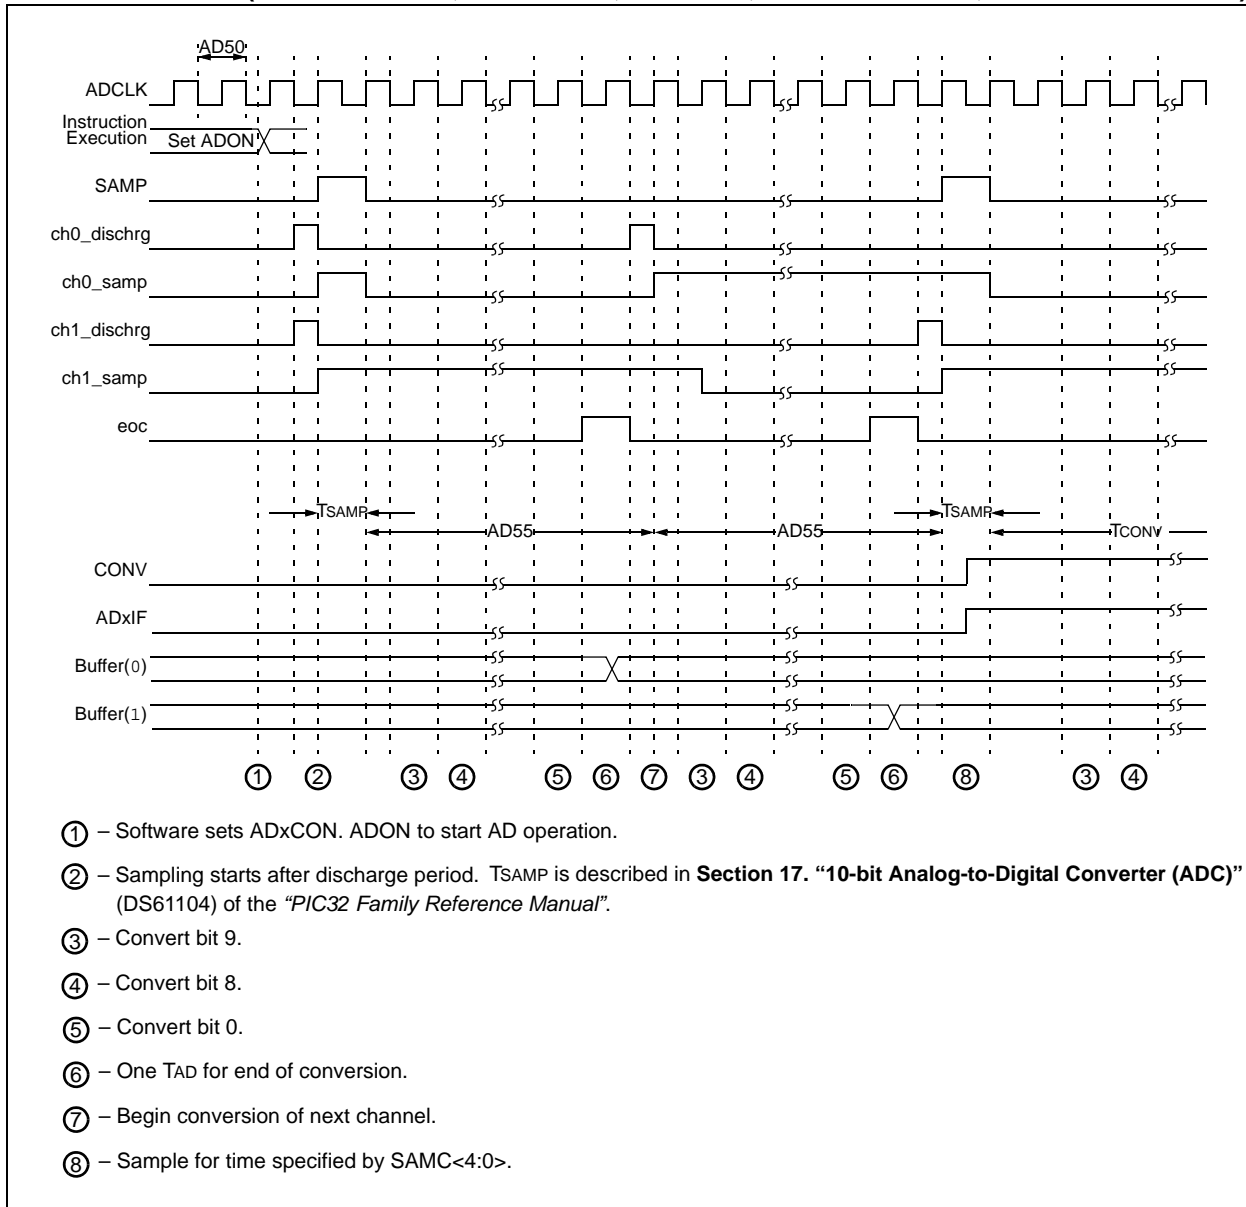 AD50
ADCLK
Instruction
Execution
Set ADON
SAMP
ch0_dischrg
ch0_samp
ch1_dischrg
ch1_samp
eoc
TSAMP
TSAMP
AD55
AD55
TCONV
CONV
ADxIF
Buffer(0)
Buffer(1)
1 2 3 4 5 6 7 3 4 5 6 8 3 4
1 – Software sets ADxCON. ADON to start AD operation.
2 – Sampling starts after discharge period. TSAMP is described in Section 17. “10-bit Analog-to-Digital Converter (ADC)”
(DS61104) of the “PIC32 Family Reference Manual”.
3 – Convert bit 9.
4 – Convert bit 8.
5 – Convert bit 0.
6 – One TAD for end of conversion.
7 – Begin conversion of next channel.
8 – Sample for time specified by SAMC<4:0>.